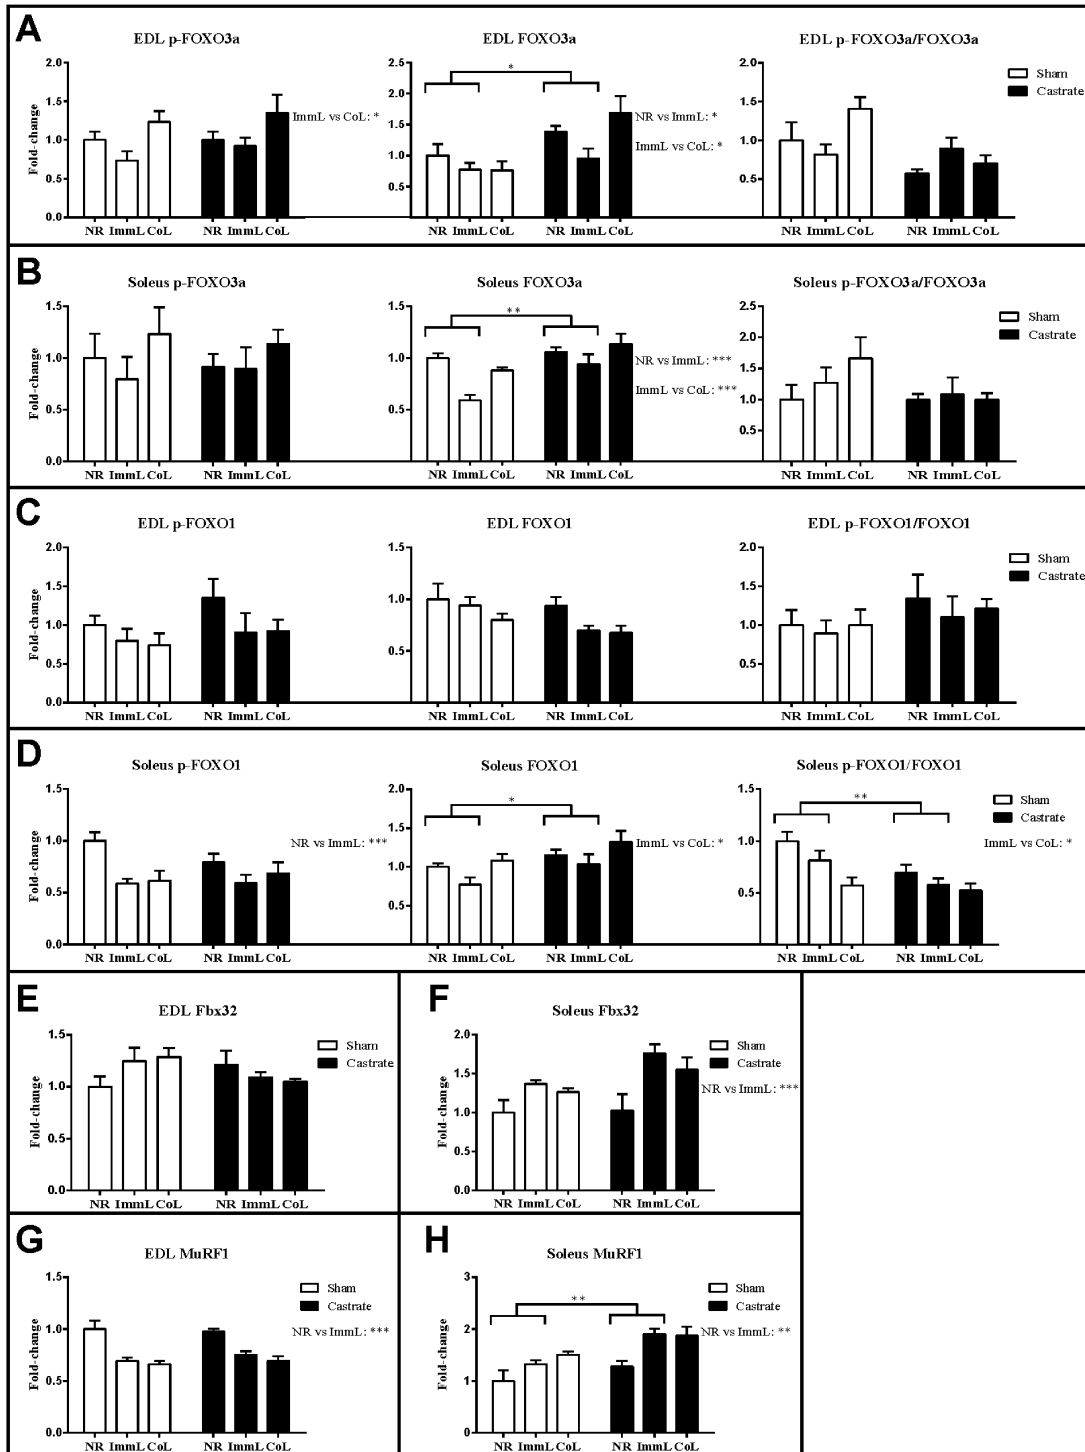 A
EDL p-FOXO3a
EDL FOXO3a
EDL p-FOXO3a/FOXO3a
Fold-change
2.0
1.5
1.0
0.5
0.0
NR ImmL CoL
NR ImmL CoL
ImmL vs CoL: *
2.5
2.0
1.5
1.0
0.5
*
NR ImmL CoL
NR ImmL CoL
NR vs ImmL: *
ImmL vs CoL: *
2.0
1.5
1.0
0.5
NR ImmL CoL
NR ImmL CoL
Sham
Castrate
B
Soleus p-FOXO3a
Soleus FOXO3a
Soleus p-FOXO3a/FOXO3a
Fold-change
1.5
1.0
0.5
0.0
NR ImmL CoL
NR ImmL CoL
1.5
1.0
0.5
**
NR ImmL CoL
NR ImmL CoL
NR vs ImmL: ***
ImmL vs CoL: ***
2.5
2.0
1.5
1.0
0.5
NR ImmL CoL
NR ImmL CoL
Sham
Castrate
C
EDL p-FOXO1
EDL FOXO1
EDL p-FOXO1/FOXO1
Fold-change
2.0
1.5
1.0
0.5
0.0
NR ImmL CoL
NR ImmL CoL
1.5
1.0
0.5
NR ImmL CoL
NR ImmL CoL
2.0
1.5
1.0
0.5
NR ImmL CoL
NR ImmL CoL
Sham
Castrate
D
Soleus p-FOXO1
Soleus FOXO1
Soleus p-FOXO1/FOXO1
Fold-change
1.5
1.0
0.5
0.0
NR ImmL CoL
NR ImmL CoL
NR vs ImmL: ***
2.0
1.5
1.0
0.5
*
NR ImmL CoL
NR ImmL CoL
ImmL vs CoL: *
1.5
1.0
0.5
**
NR ImmL CoL
NR ImmL CoL
Sham
Castrate
ImmL vs CoL: *
E
EDL Fbx32
Fold-change
1.5
1.0
0.5
0.0
NR ImmL CoL
NR ImmL CoL
Sham
Castrate
F
Soleus Fbx32
Fold-change
2.0
1.5
1.0
0.5
0.0
NR ImmL CoL
NR ImmL CoL
Sham
Castrate
NR vs ImmL: ***
G
EDL MuRF1
Fold-change
1.5
1.0
0.5
0.0
NR ImmL CoL
NR ImmL CoL
Sham
Castrate
NR vs ImmL: ***
H
Soleus MuRF1
Fold-change
3
2
1
0
**
NR ImmL CoL
NR ImmL CoL
Sham
Castrate
NR vs ImmL: **